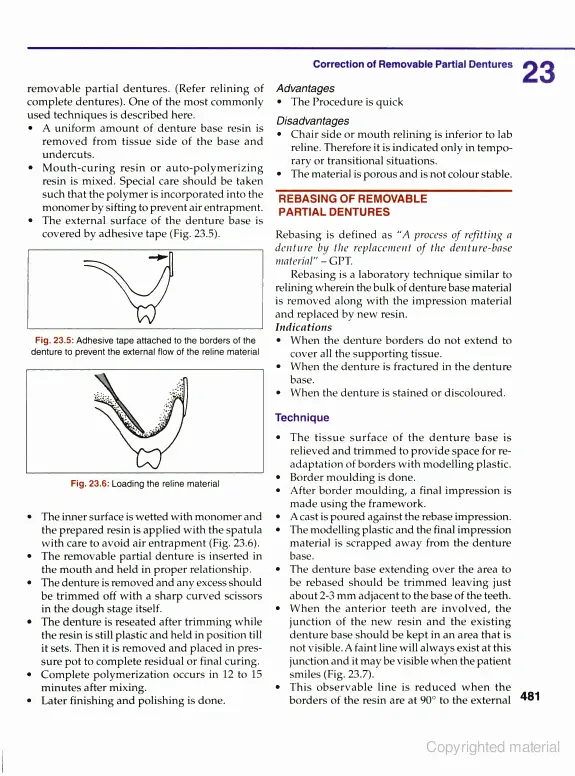 Correction of Removable Partial Dentures
23
removable partial dentures. (Refer relining of
complete dentures). One of the most commonly
used techniques is described here.
• A uniform amount of denture base resin is
removed from tissue side of the base and
undercuts.
• Mouth-curing resin or auto-polymerizing
resin is mixed. Special care should be taken
such that the polymer is incorporated into the
monomer by sifting to prevent air entrapment.
• The external surface of the denture base is
covered by adhesive tape (Fig. 23.5).
Fig. 23.5: Adhesive tape attached to the borders of the
denture to prevent the external flow of the reline material
Fig. 23.6: Loading the reline material
• The inner surface is wetted with monomer and
the prepared resin is applied with the spatula
with care to avoid air entrapment (Fig. 23.6).
• The removable partial denture is inserted in
the mouth and held in proper relationship.
• The denture is removed and any excess should
be trimmed off with a sharp curved scissors
in the dough stage itself.
• The denture is reseated after trimming while
the resin is still plastic and held in position till
it sets. Then it is removed and placed in pres-
sure pot to complete residual or final curing.
• Complete polymerization occurs in 12 to 15
minutes after mixing.
• Later finishing and polishing is done.
Advantages
• The Procedure is quick
Disadvantages
• Chair side or mouth relining is inferior to lab
reline. Therefore it is indicated only in tempo-
rary or transitional situations.
• The material is porous and is not colour stable.
REBASING OF REMOVABLE
PARTIAL DENTURES
Rebasing is defined as "A process of refitting a
denture by the replacement of the denture-base
material" – GPT.
Rebasing is a laboratory technique similar to
relining wherein the bulk of denture base material
is removed along with the impression material
and replaced by new resin.
Indications
• When the denture borders do not extend to
cover all the supporting tissue.
• When the denture is fractured in the denture
base.
• When the denture is stained or discoloured.
Technique
• The tissue surface of the denture base is
relieved and trimmed to provide space for re-
adaptation of borders with modelling plastic.
• Border moulding is done.
• After border moulding, a final impression is
made using the framework.
• A cast is poured against the rebase impression.
• The modelling plastic and the final impression
material is scrapped away from the denture
base.
• The denture base extending over the area to
be rebased should be trimmed leaving just
about 2-3 mm adjacent to the base of the teeth.
• When the anterior teeth are involved, the
junction of the new resin and the existing
denture base should be kept in an area that is
not visible. A faint line will always exist at this
junction and it may be visible when the patient
smiles (Fig. 23.7).
• This observable line is reduced when the
borders of the resin are at 90° to the external
481
Copyrighted material